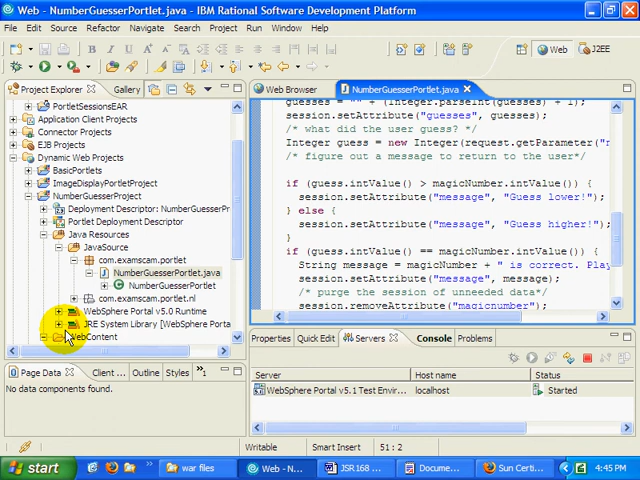 Web - NumberGuesserPortlet.java - IBM Rational Software Development Platform
File Edit Source Refactor Navigate Search Project Run Window Help
Web J2EE
Project Explorer Gallery
PortletSessionsEAR
Application Client Projects
Connector Projects
EJB Projects
Dynamic Web Projects
BasicPortlets
ImageDisplayPortletProject
NumberGuesserProject
Deployment Descriptor: NumberGuesserPr
Portlet Deployment Descriptor
Java Resources
JavaSource
com.examscam.portlet
NumberGuesserPortlet.java
NumberGuesserPortlet
com.examscam.portlet.nl
WebSphere Portal v5.0 Runtime
JRE System Library [WebSphere Porta
WebContent
Web Browser NumberGuesserPortlet.java
guesses = "" + (Integer.parseInt(guesses) + 1);
session.setAttribute("guesses", guesses);
/* what did the user guess? */
Integer guess = new Integer(request.getParameter("
/* figure out a message to return to the user*/
if (guess.intValue() > magicNumber.intValue()) {
session.setAttribute("message", "Guess lower!");
} else {
session.setAttribute("message", "Guess higher!");
}
if (guess.intValue() == magicNumber.intValue()) {
String message = magicNumber + " is correct. Play
session.setAttribute("message", message);
/* purge the session of unneeded data*/
session.removeAttribute("magicnumber");
Page Data Client ... Outline Styles »1
No data components found.
Properties Quick Edit Servers Console Problems
Server Host name Status
WebSphere Portal v5.1 Test Envir... localhost Started
Writable Smart Insert 51 : 2
start war files Web - N... JSR168 ... Docume... Sun Certif... 4:45 PM